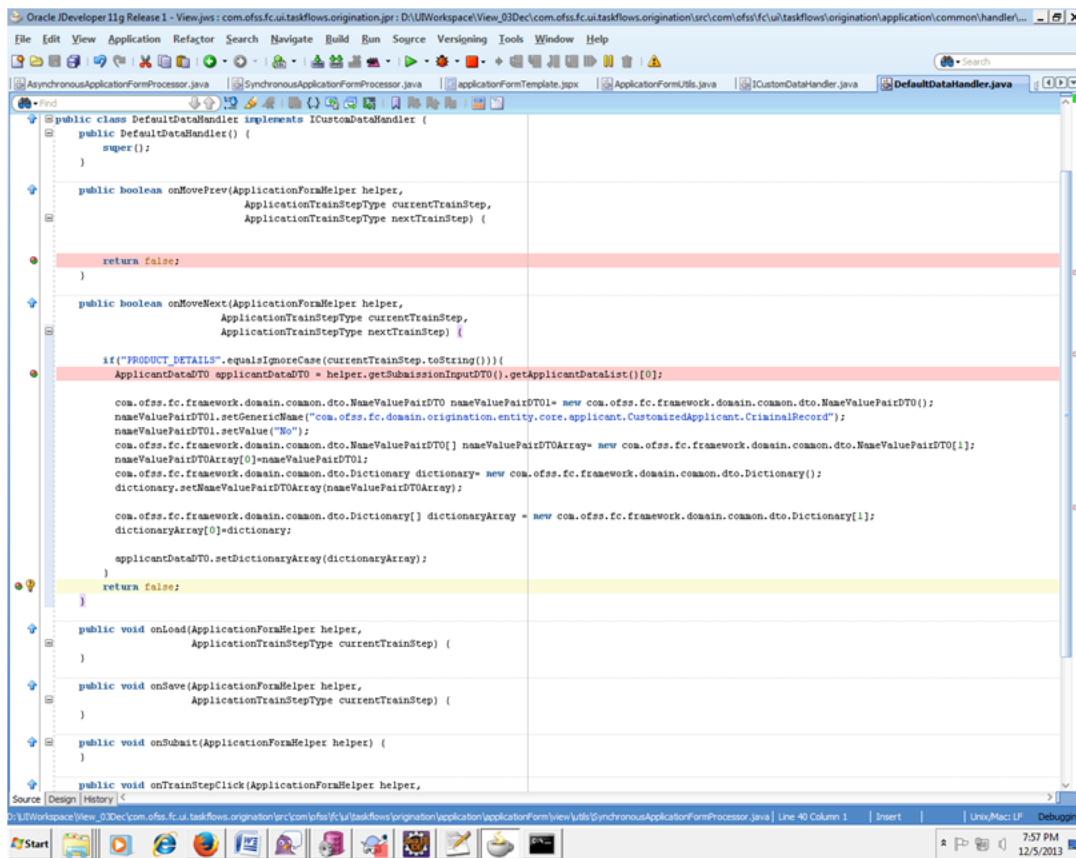 Oracle JDeveloper 11g Release 1 - View.jws : com.ofss.fc.ui.taskflows.origination.jpr : D:\UIWorkspace\View_03Dec\com.ofss.fc.ui.taskflows.origination\src\com\ofss\fc\ui\taskflows\origination\application\common\handler\...
File Edit View Application Refactor Search Navigate Build Run Source Versioning Tools Window Help
Search
AsynchronousApplicationFormProcessor.java SynchronousApplicationFormProcessor.java applicationFormTemplate.jspx ApplicationFormUtils.java ICustomDataHandler.java DefaultDataHandler.java
Find
public class DefaultDataHandler implements ICustomDataHandler {
public DefaultDataHandler() {
super();
}
public boolean onMovePrev(ApplicationFormHelper helper,
ApplicationTrainStepType currentTrainStep,
ApplicationTrainStepType nextTrainStep) {
return false;
}
public boolean onMoveNext(ApplicationFormHelper helper,
ApplicationTrainStepType currentTrainStep,
ApplicationTrainStepType nextTrainStep) {
if("PRODUCT_DETAILS".equalsIgnoreCase(currentTrainStep.toString())){
ApplicantDataDTO applicantDataDTO = helper.getSubmissionInputDTO().getApplicantDataList()[0];
com.ofss.fc.framework.domain.common.dto.NameValuePairDTO nameValuePairDTO1= new com.ofss.fc.framework.domain.common.dto.NameValuePairDTO();
nameValuePairDTO1.setGenericName("com.ofss.fc.domain.origination.entity.core.applicant.CustomizedApplicant.CriminalRecord");
nameValuePairDTO1.setValue("No");
com.ofss.fc.framework.domain.common.dto.NameValuePairDTO[] nameValuePairDTOArray= new com.ofss.fc.framework.domain.common.dto.NameValuePairDTO[1];
nameValuePairDTOArray[0]=nameValuePairDTO1;
com.ofss.fc.framework.domain.common.dto.Dictionary dictionary= new com.ofss.fc.framework.domain.common.dto.Dictionary();
dictionary.setNameValuePairDTOArray(nameValuePairDTOArray);
com.ofss.fc.framework.domain.common.dto.Dictionary[] dictionaryArray = new com.ofss.fc.framework.domain.common.dto.Dictionary[1];
dictionaryArray[0]=dictionary;
applicantDataDTO.setDictionaryArray(dictionaryArray);
}
return false;
}
public void onLoad(ApplicationFormHelper helper,
ApplicationTrainStepType currentTrainStep) {
}
public void onSave(ApplicationFormHelper helper,
ApplicationTrainStepType currentTrainStep) {
}
public void onSubmit(ApplicationFormHelper helper) {
}
public void onTrainStepClick(ApplicationFormHelper helper,
Source Design History
D:\UIWorkspace\View_03Dec\com.ofss.fc.ui.taskflows.origination\src\com\ofss\fc\ui\taskflows\origination\application\applicationForm\view\utils\SynchronousApplicationFormProcessor.java Line 40 Column 1 Insert Unix/Mac: LF Debuggin
Start
7:57 PM
12/5/2013